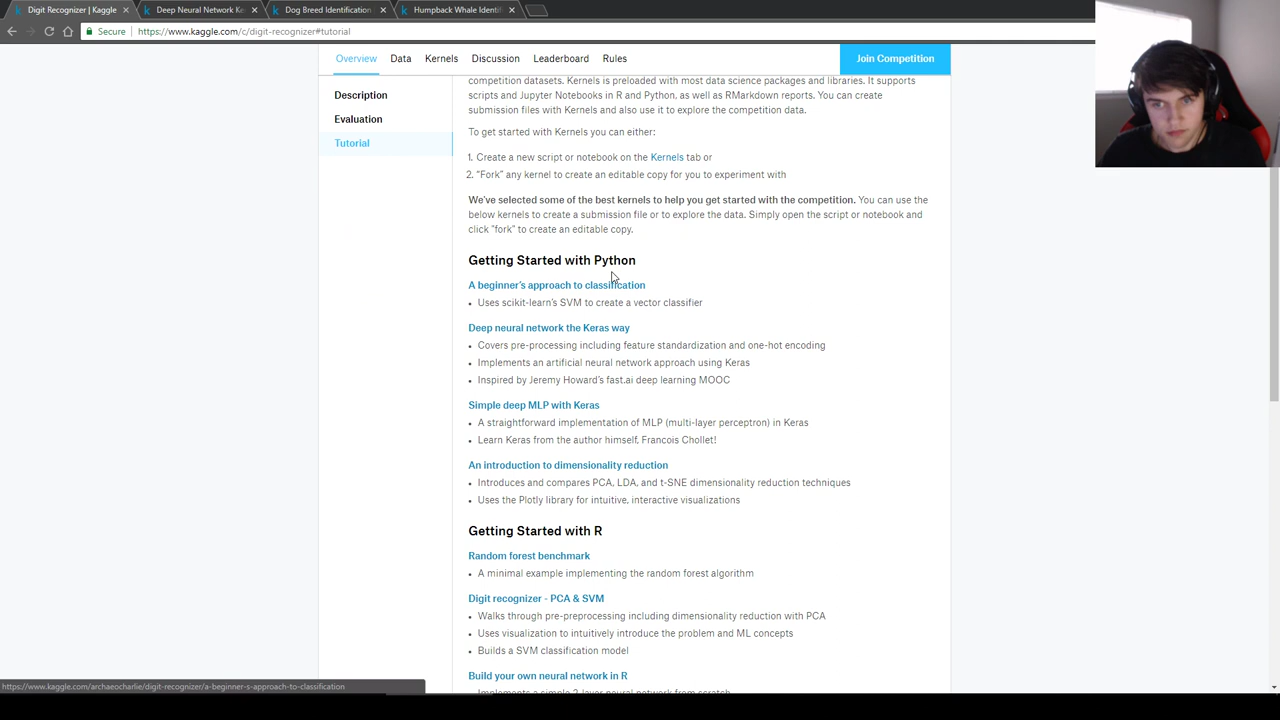 Digit Recognizer | Kaggle
Deep Neural Network Ke
Dog Breed Identification
Humpback Whale Identifi
Secure
https://www.kaggle.com/c/digit-recognizer#tutorial
Overview
Data
Kernels
Discussion
Leaderboard
Rules
Join Competition
Description
Evaluation
Tutorial
competition datasets. Kernels is preloaded with most data science packages and libraries. It supports
scripts and Jupyter Notebooks in R and Python, as well as RMarkdown reports. You can create
submission files with Kernels and also use it to explore the competition data.
To get started with Kernels you can either:
1. Create a new script or notebook on the Kernels tab or
2. "Fork" any kernel to create an editable copy for you to experiment with
We've selected some of the best kernels to help you get started with the competition. You can use the
below kernels to create a submission file or to explore the data. Simply open the script or notebook and
click "fork" to create an editable copy.
Getting Started with Python
A beginner's approach to classification
• Uses scikit-learn's SVM to create a vector classifier
Deep neural network the Keras way
• Covers pre-processing including feature standardization and one-hot encoding
• Implements an artificial neural network approach using Keras
• Inspired by Jeremy Howard's fast.ai deep learning MOOC
Simple deep MLP with Keras
• A straightforward implementation of MLP (multi-layer perceptron) in Keras
• Learn Keras from the author himself, Francois Chollet!
An introduction to dimensionality reduction
• Introduces and compares PCA, LDA, and t-SNE dimensionality reduction techniques
• Uses the Plotly library for intuitive, interactive visualizations
Getting Started with R
Random forest benchmark
• A minimal example implementing the random forest algorithm
Digit recognizer - PCA & SVM
• Walks through pre-preprocessing including dimensionality reduction with PCA
• Uses visualization to intuitively introduce the problem and ML concepts
• Builds a SVM classification model
Build your own neural network in R
• Implements a simple 2-layer neural network from scratch
https://www.kaggle.com/archaeocharlie/digit-recognizer/a-beginner-s-approach-to-classification